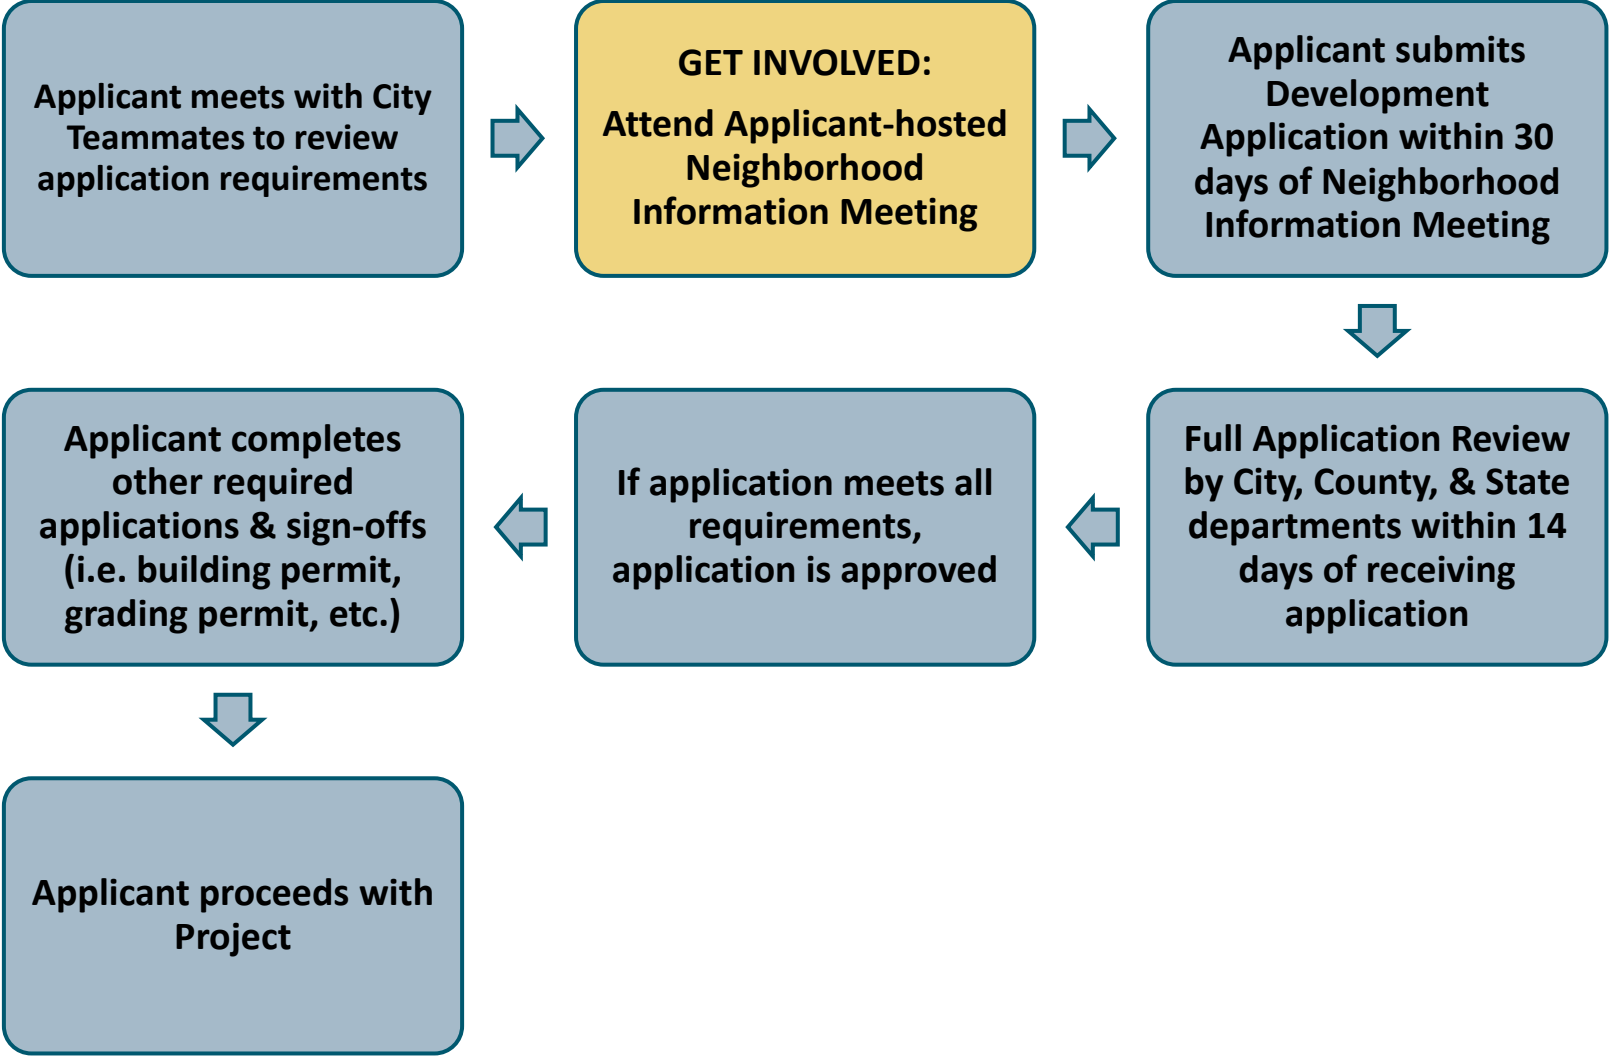 Applicant meets with City
Teammates to review
application requirements
GET INVOLVED:
Attend Applicant-hosted
Neighborhood
Information Meeting
Applicant submits
Development
Application within 30
days of Neighborhood
Information Meeting
Full Application Review
by City, County, & State
departments within 14
days of receiving
application
If application meets all
requirements,
application is approved
Applicant completes
other required
applications & sign-offs
(i.e. building permit,
grading permit, etc.)
Applicant proceeds with
Project